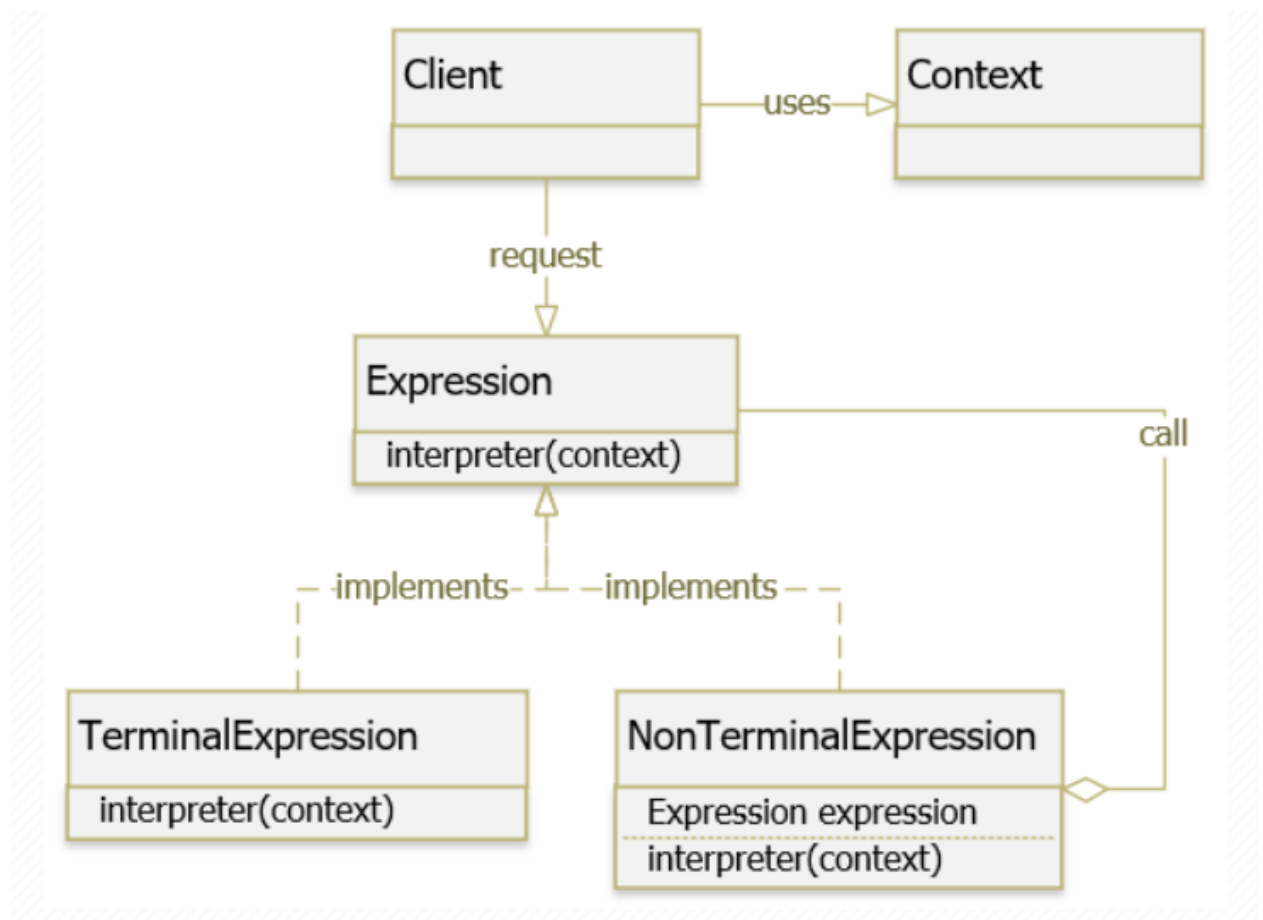 Client
Context
uses
request
Expression
interpreter(context)
call
implements
implements
TerminalExpression
interpreter(context)
NonTerminalExpression
Expression expression
interpreter(context)